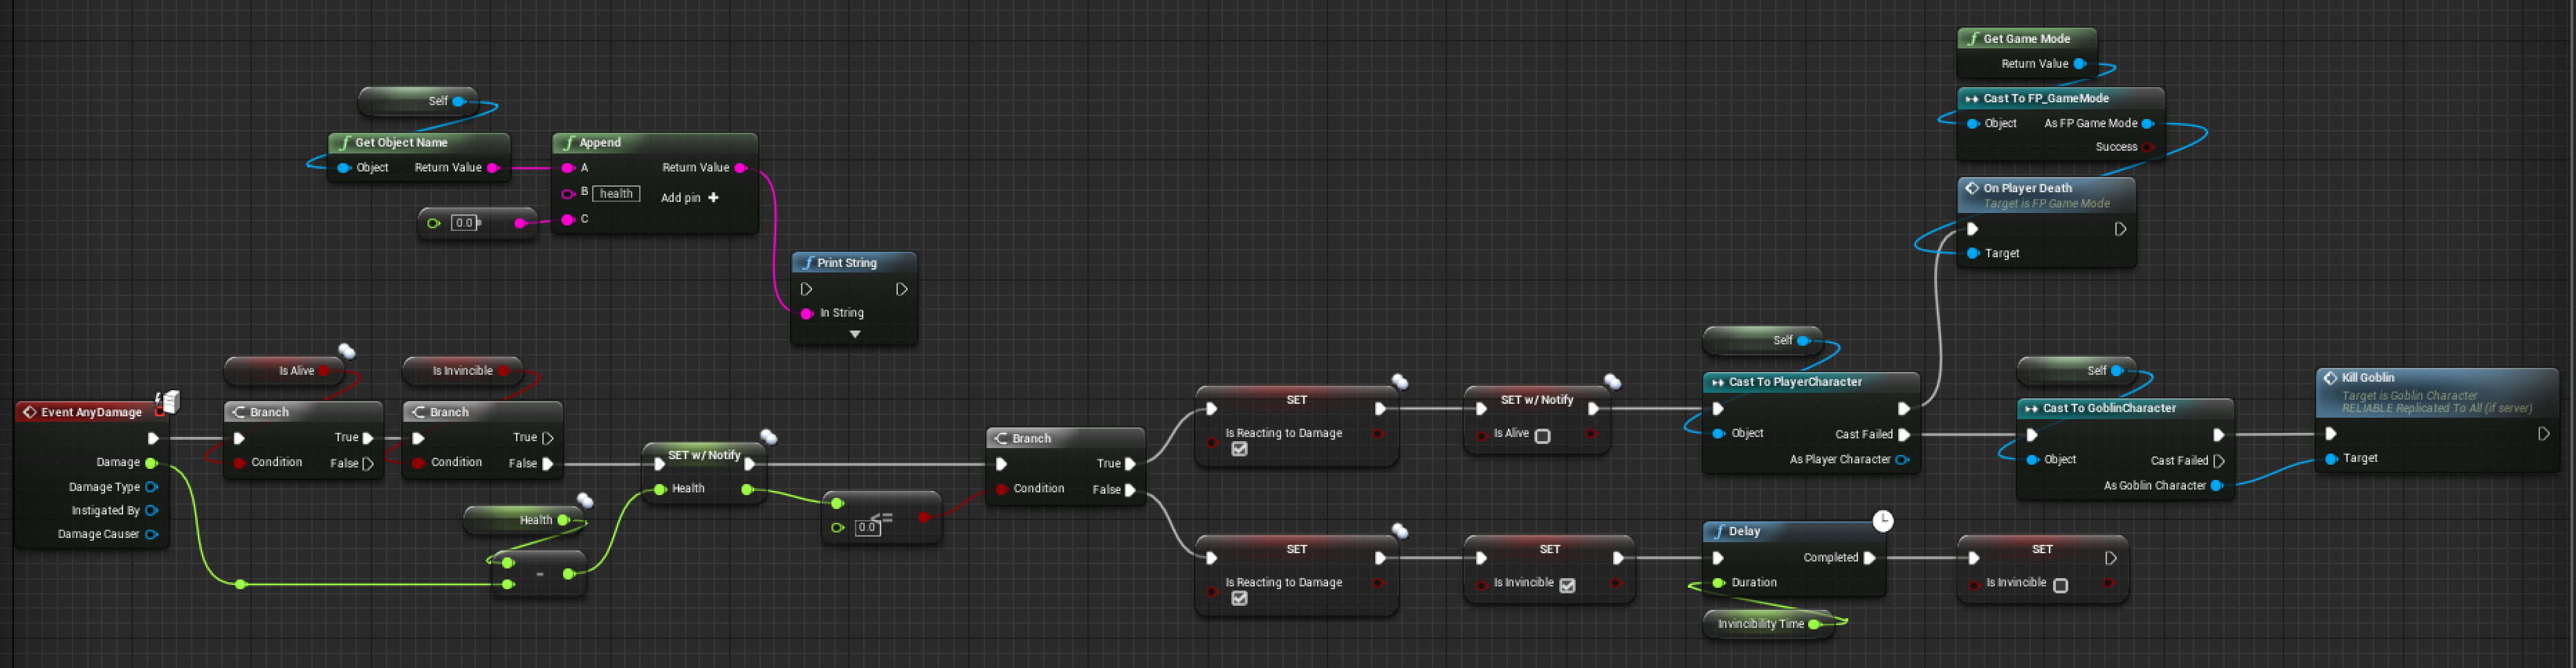 Get Game Mode
Return Value
Cast To FP_GameMode
Object As FP Game Mode
Success
On Player Death
Target is FP Game Mode
Target
Self
Get Object Name
Object Return Value
Append
A Return Value
B health Add pin +
C
0.0
Print String
In String
Event AnyDamage
Damage
Damage Type
Instigated By
Damage Causer
Is Alive
Branch
True
Condition False
Is Invincible
Branch
True
Condition False
SET w/ Notify
Health
Health
-
<=
0.0
Branch
True
Condition
False
SET
Is Reacting to Damage
SET w/ Notify
Is Alive
Self
Cast To PlayerCharacter
Object Cast Failed
As Player Character
Self
Cast To GoblinCharacter
Object Cast Failed
As Goblin Character
Kill Goblin
Target is Goblin Character
RELIABLE Replicated To All (if server)
Target
SET
Is Reacting to Damage
SET
Is Invincible
Delay
Completed
Duration
Invincibility Time
SET
Is Invincible